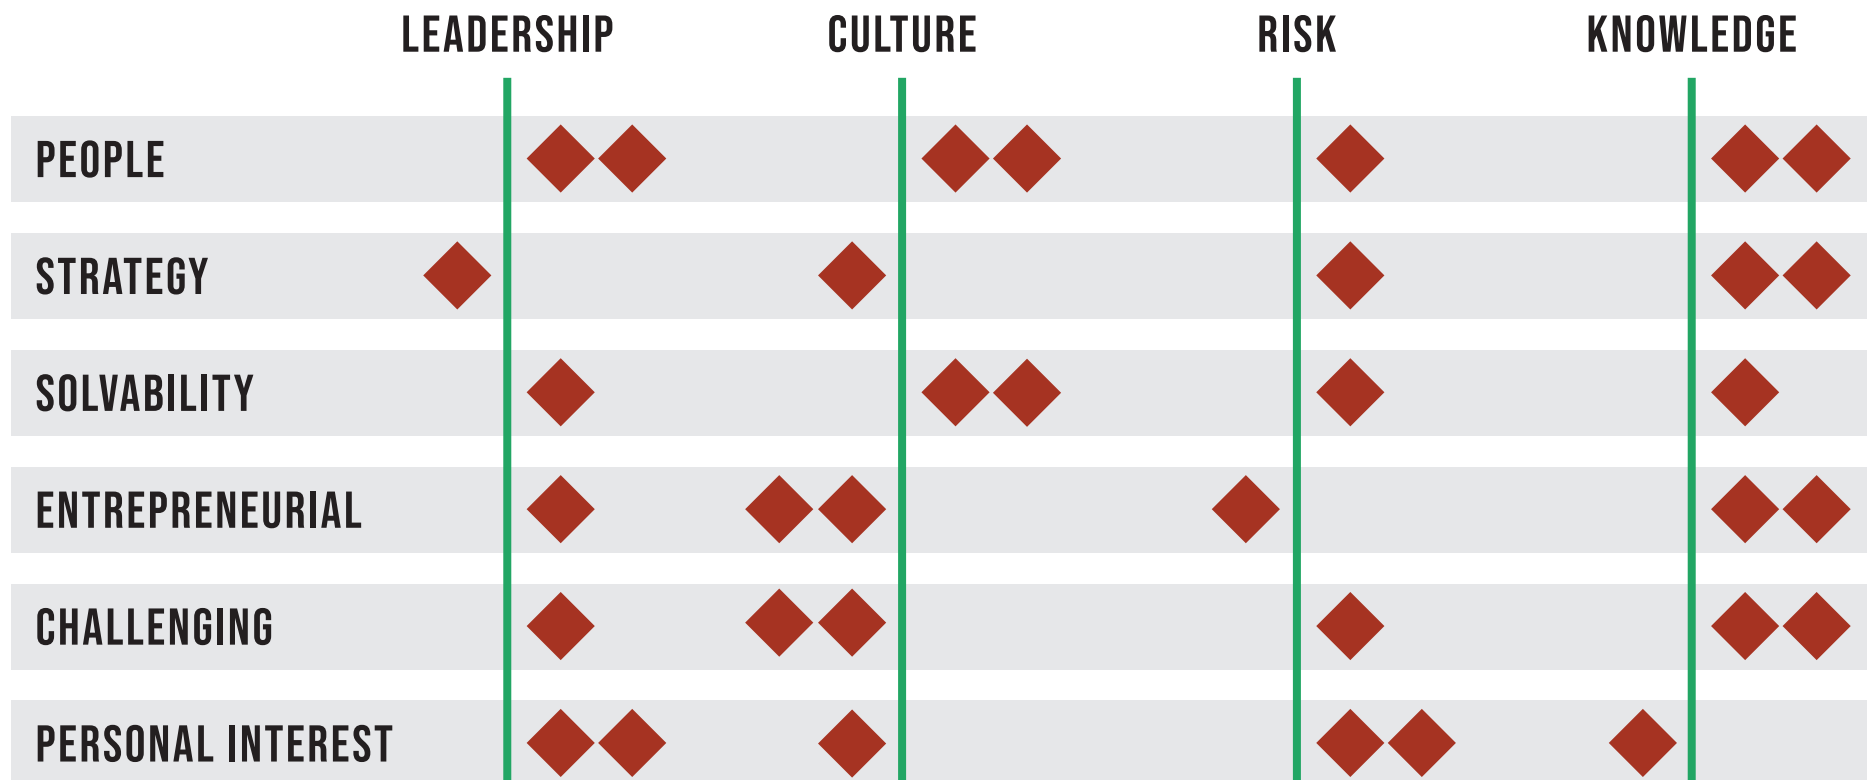 LEADERSHIP CULTURE RISK KNOWLEDGE
PEOPLE
STRATEGY
SOLVABILITY
ENTREPRENEURIAL
CHALLENGING
PERSONAL INTEREST